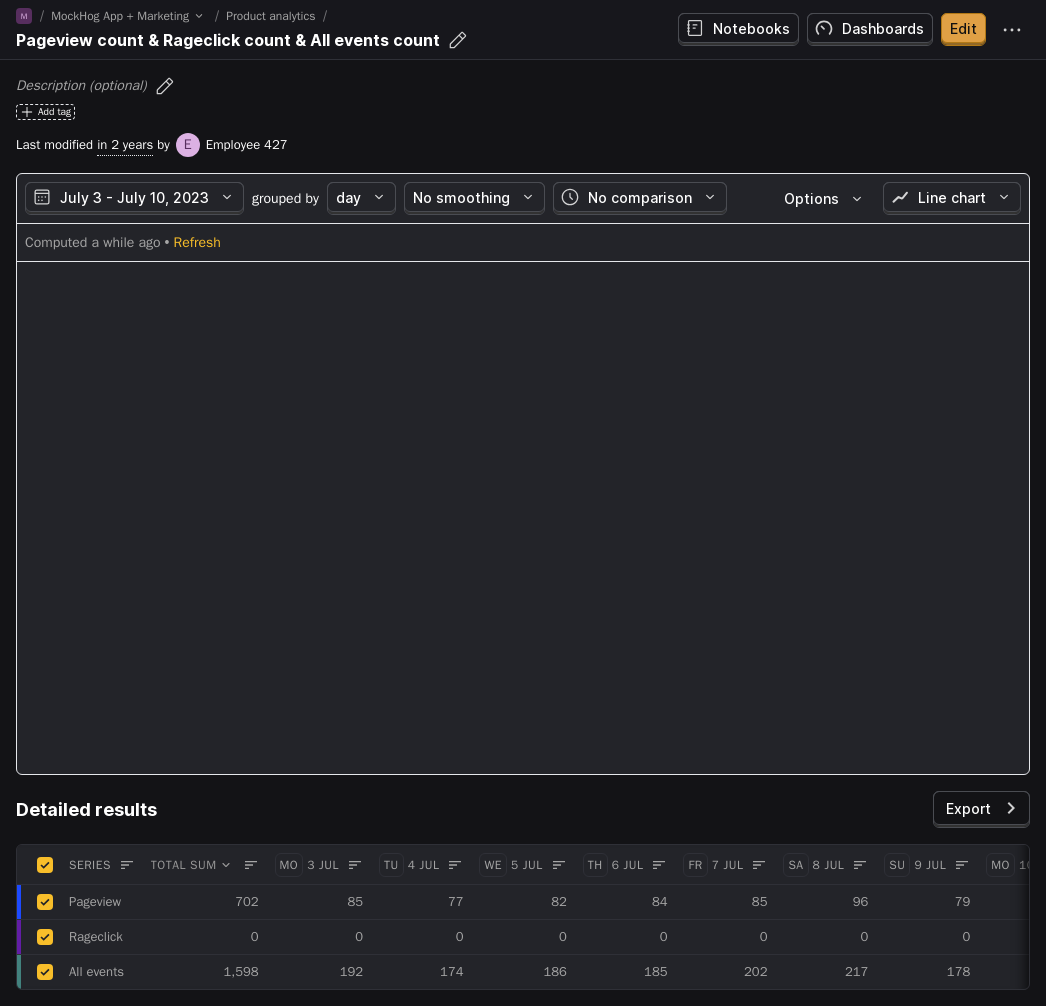 M / MockHog App + Marketing / Product analytics /
Pageview count & Rageclick count & All events count
Notebooks Dashboards Edit
Description (optional)
Add tag
Last modified in 2 years by E Employee 427
July 3 - July 10, 2023 grouped by day No smoothing No comparison Options Line chart
Computed a while ago • Refresh
Detailed results Export
SERIES TOTAL SUM MO 3 JUL TU 4 JUL WE 5 JUL TH 6 JUL FR 7 JUL SA 8 JUL SU 9 JUL MO
Pageview 702 85 77 82 84 85 96 79
Rageclick 0 0 0 0 0 0 0 0
All events 1,598 192 174 186 185 202 217 178